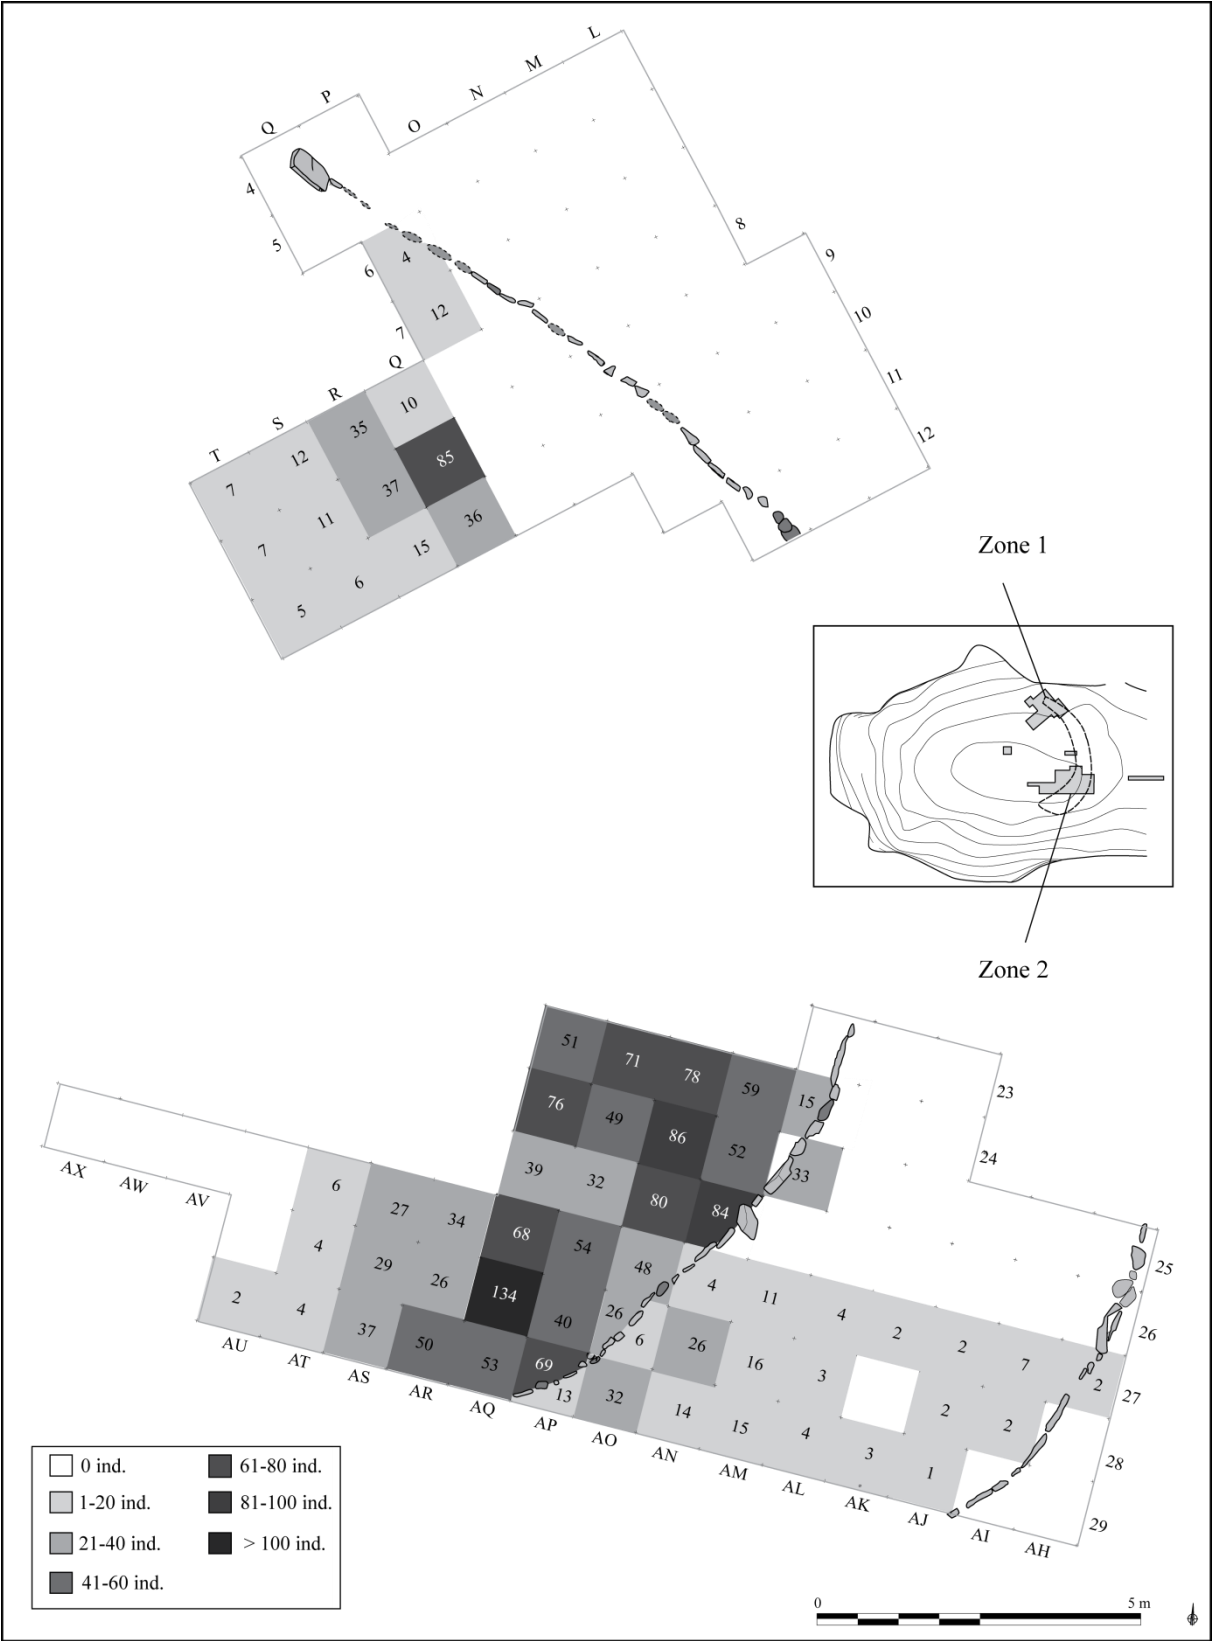 L
M
N
O
P
Q
4
5
6
4
7
12
8
9
10
11
12
Q
R
S
T
10
35
12
7
85
37
11
7
36
15
6
5
Zone 1
Zone 2
51
71
78
59
15
76
49
86
52
33
39
32
80
84
68
54
48
134
40
26
6
26
69
13
32
AX
AW
AV
6
27
34
4
29
26
2
4
37
50
53
4
11
4
2
2
7
2
16
3
2
2
14
15
4
3
1
23
24
25
26
27
28
29
AU
AT
AS
AR
AQ
AP
AO
AN
AM
AL
AK
AJ
AI
AH
0 ind.
1-20 ind.
21-40 ind.
41-60 ind.
61-80 ind.
81-100 ind.
> 100 ind.
0
5 m